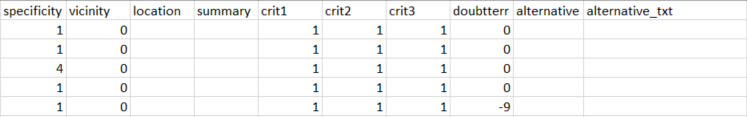 specificity vicinity location summary crit1 crit2 crit3 doubtterr alternative alternative_txt
1 0 1 1 1 0
1 0 1 1 1 0
4 0 1 1 1 0
1 0 1 1 1 0
1 0 1 1 1 -9